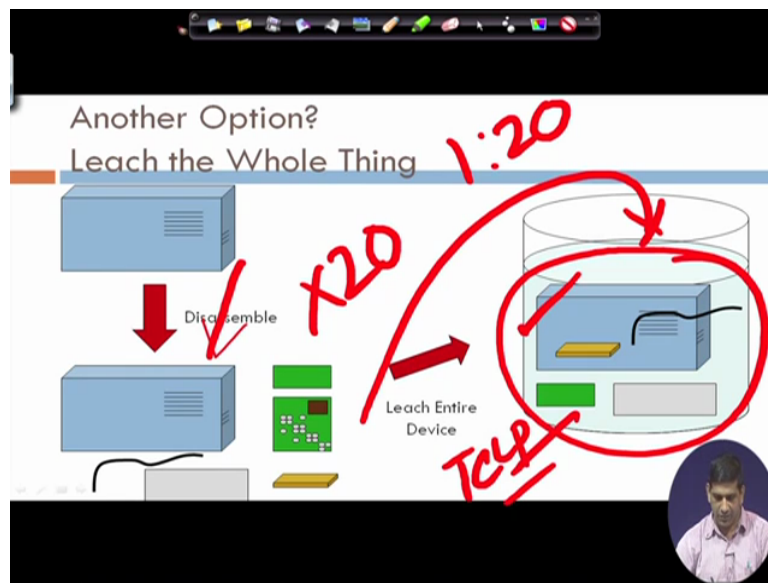 Another Option?
Leach the Whole Thing
1:20
X20
Disassemble
Leach Entire
Device
TCLP